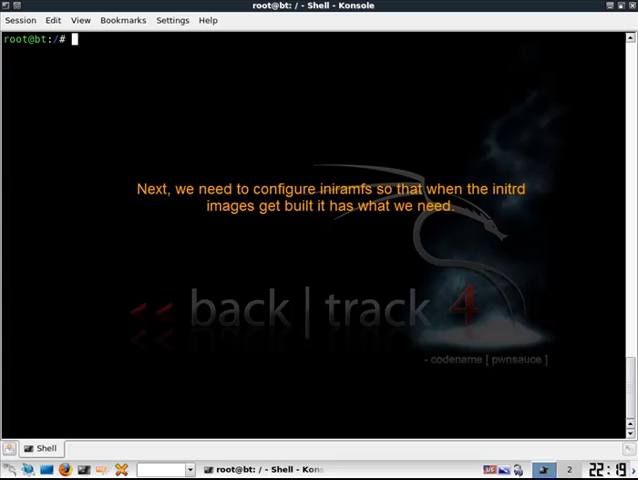 root@bt: / - Shell - Konsole
Session Edit View Bookmarks Settings Help
root@bt:/#
Next, we need to configure iniramfs so that when the initrd
images get built it has what we need.
<< back | track 4
- codename [ pwnsauce ]
Shell
root@bt: / - Shell - Kons
US
2
22:19